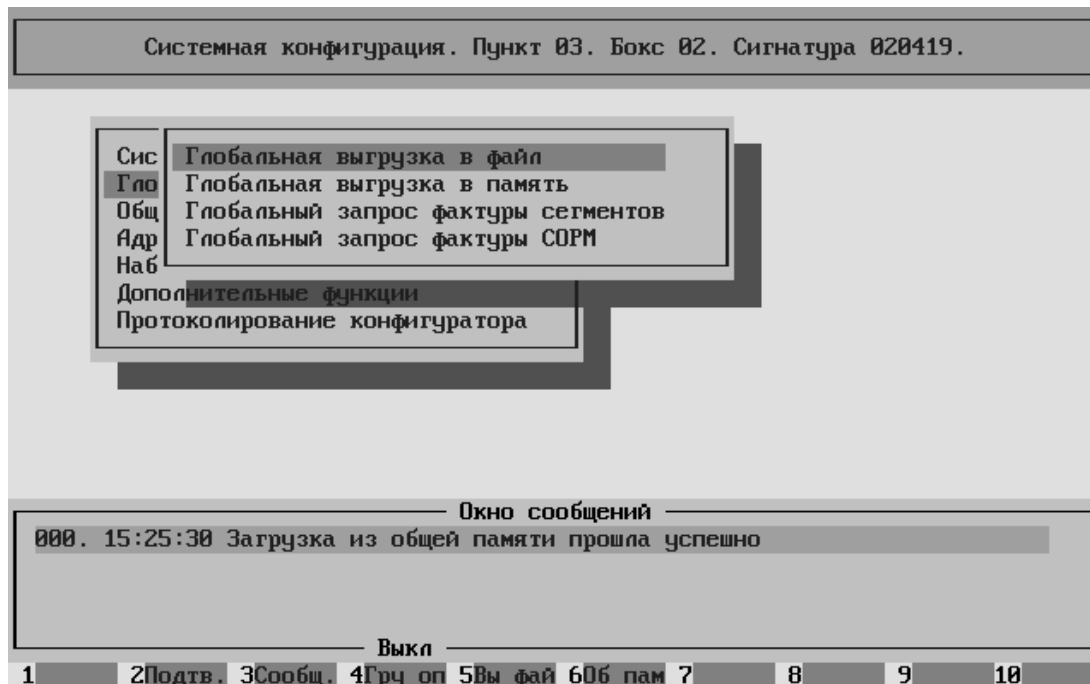 Системная конфигурация. Пункт 03. Бокс 02. Сигнатура 020419.
Сис
Глобальная выгрузка в файл
Гло
Глобальная выгрузка в память
Общ
Глобальный запрос фактуры сегментов
Адр
Глобальный запрос фактуры СОРМ
Наб
Дополнительные функции
Протоколирование конфигуратора
Окно сообщений
000. 15:25:30 Загрузка из общей памяти прошла успешно
Выкл
1 2Подтв. 3Сообщ. 4Гру оп 5Вы фай 6Об пам 7 8 9 10